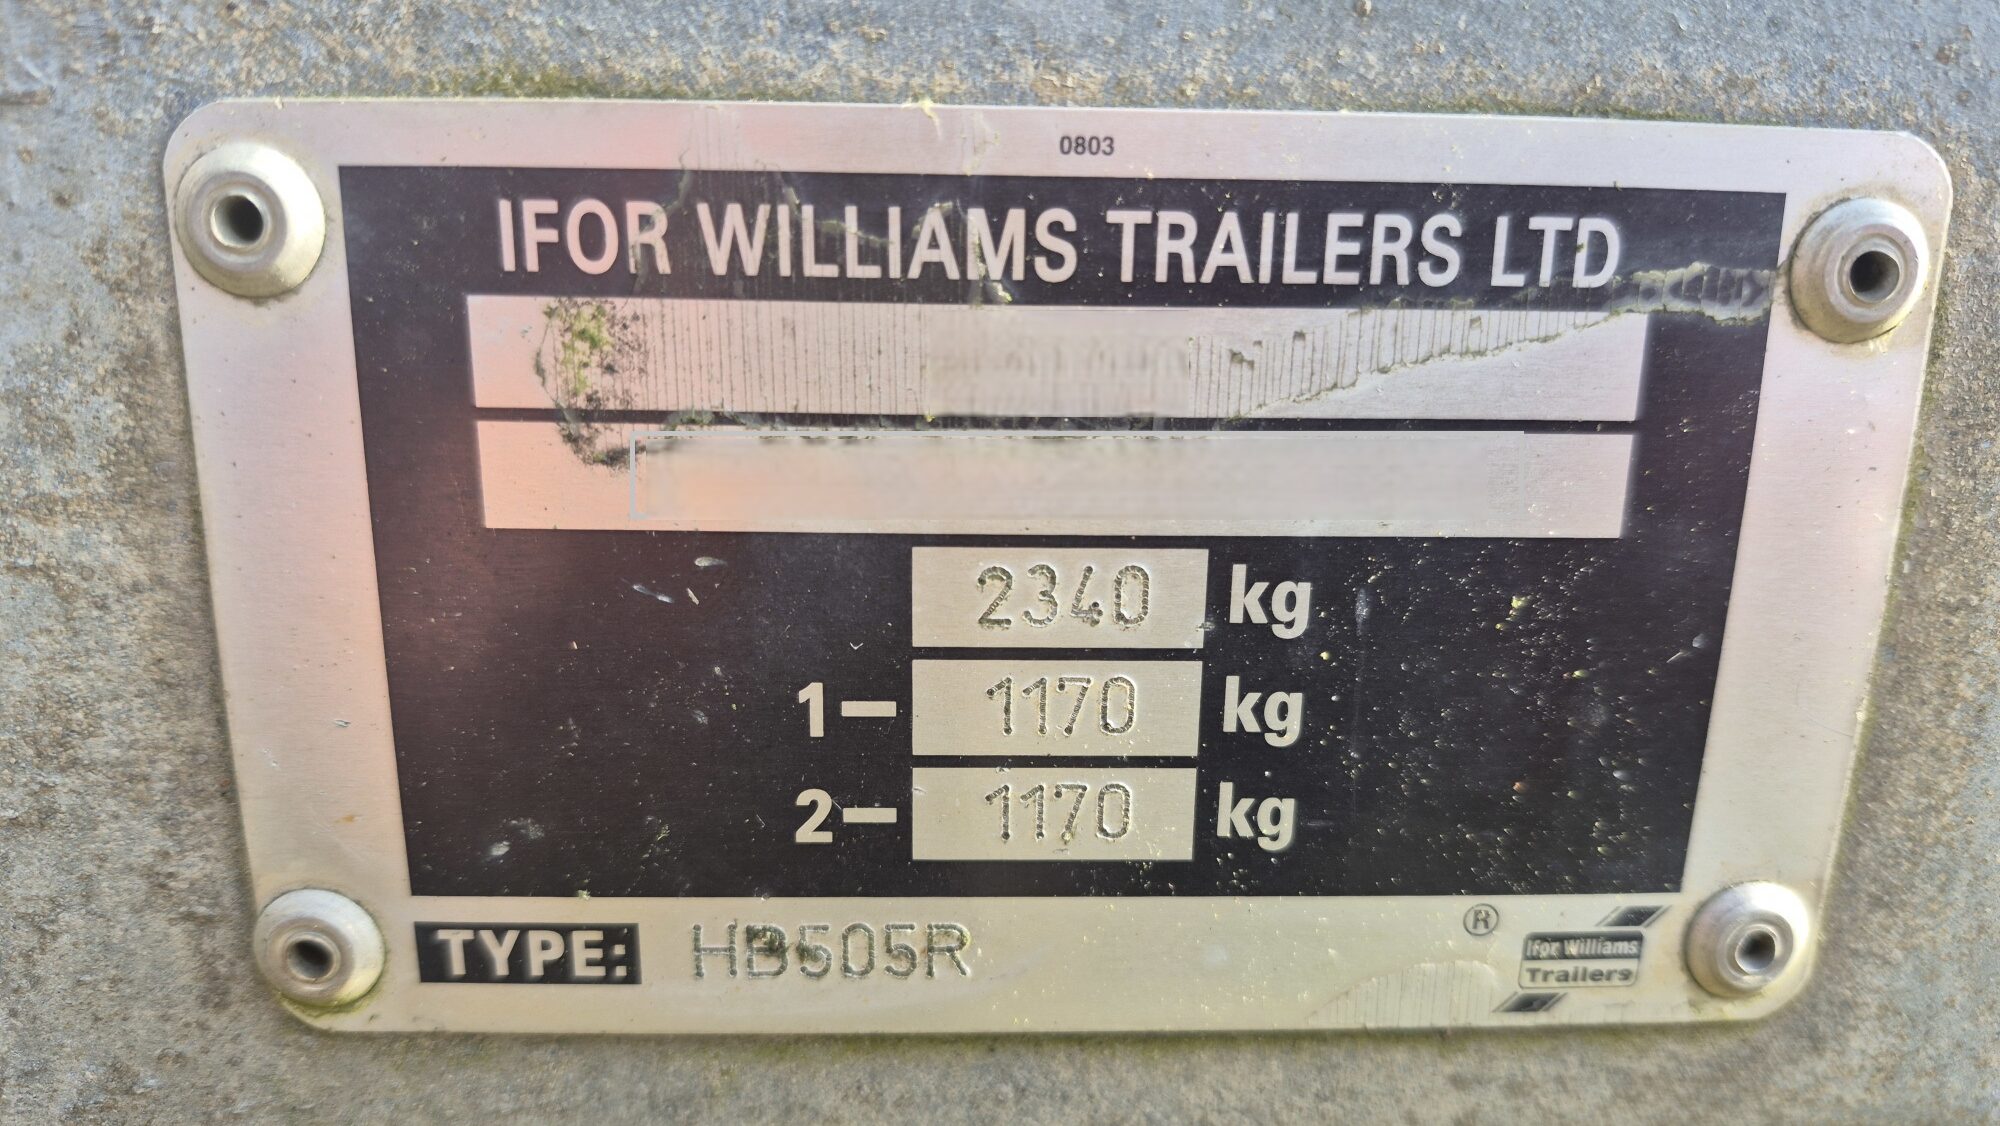 0803
IFOR WILLIAMS TRAILERS LTD
2340 kg
1– 1170 kg
2– 1170 kg
TYPE: HB505R
®
Ifor Williams
Trailers